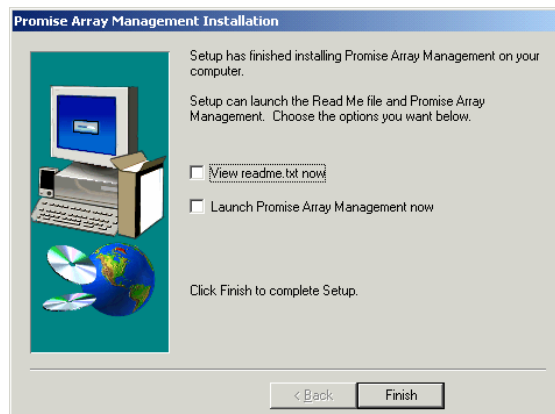 Promise Array Management Installation
Setup has finished installing Promise Array Management on your
computer.
Setup can launch the Read Me file and Promise Array
Management. Choose the options you want below.
View readme.txt now
Launch Promise Array Management now
Click Finish to complete Setup.
< Back
Finish